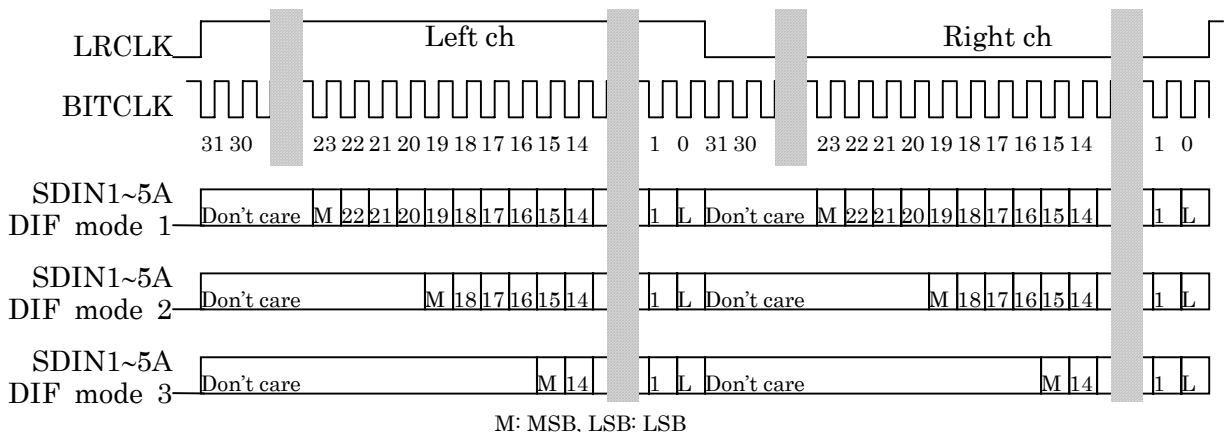 LRCLK Left ch Right ch
BITCLK
31 30 23 22 21 20 19 18 17 16 15 14 1 0 31 30 23 22 21 20 19 18 17 16 15 14 1 0
SDIN1~5A
DIF mode 1 Don't care M 22 21 20 19 18 17 16 15 14 1 L Don't care M 22 21 20 19 18 17 16 15 14 1 L
SDIN1~5A
DIF mode 2 Don't care M 18 17 16 15 14 1 L Don't care M 18 17 16 15 14 1 L
SDIN1~5A
DIF mode 3 Don't care M 14 1 L Don't care M 14 1 L
M: MSB, LSB: LSB